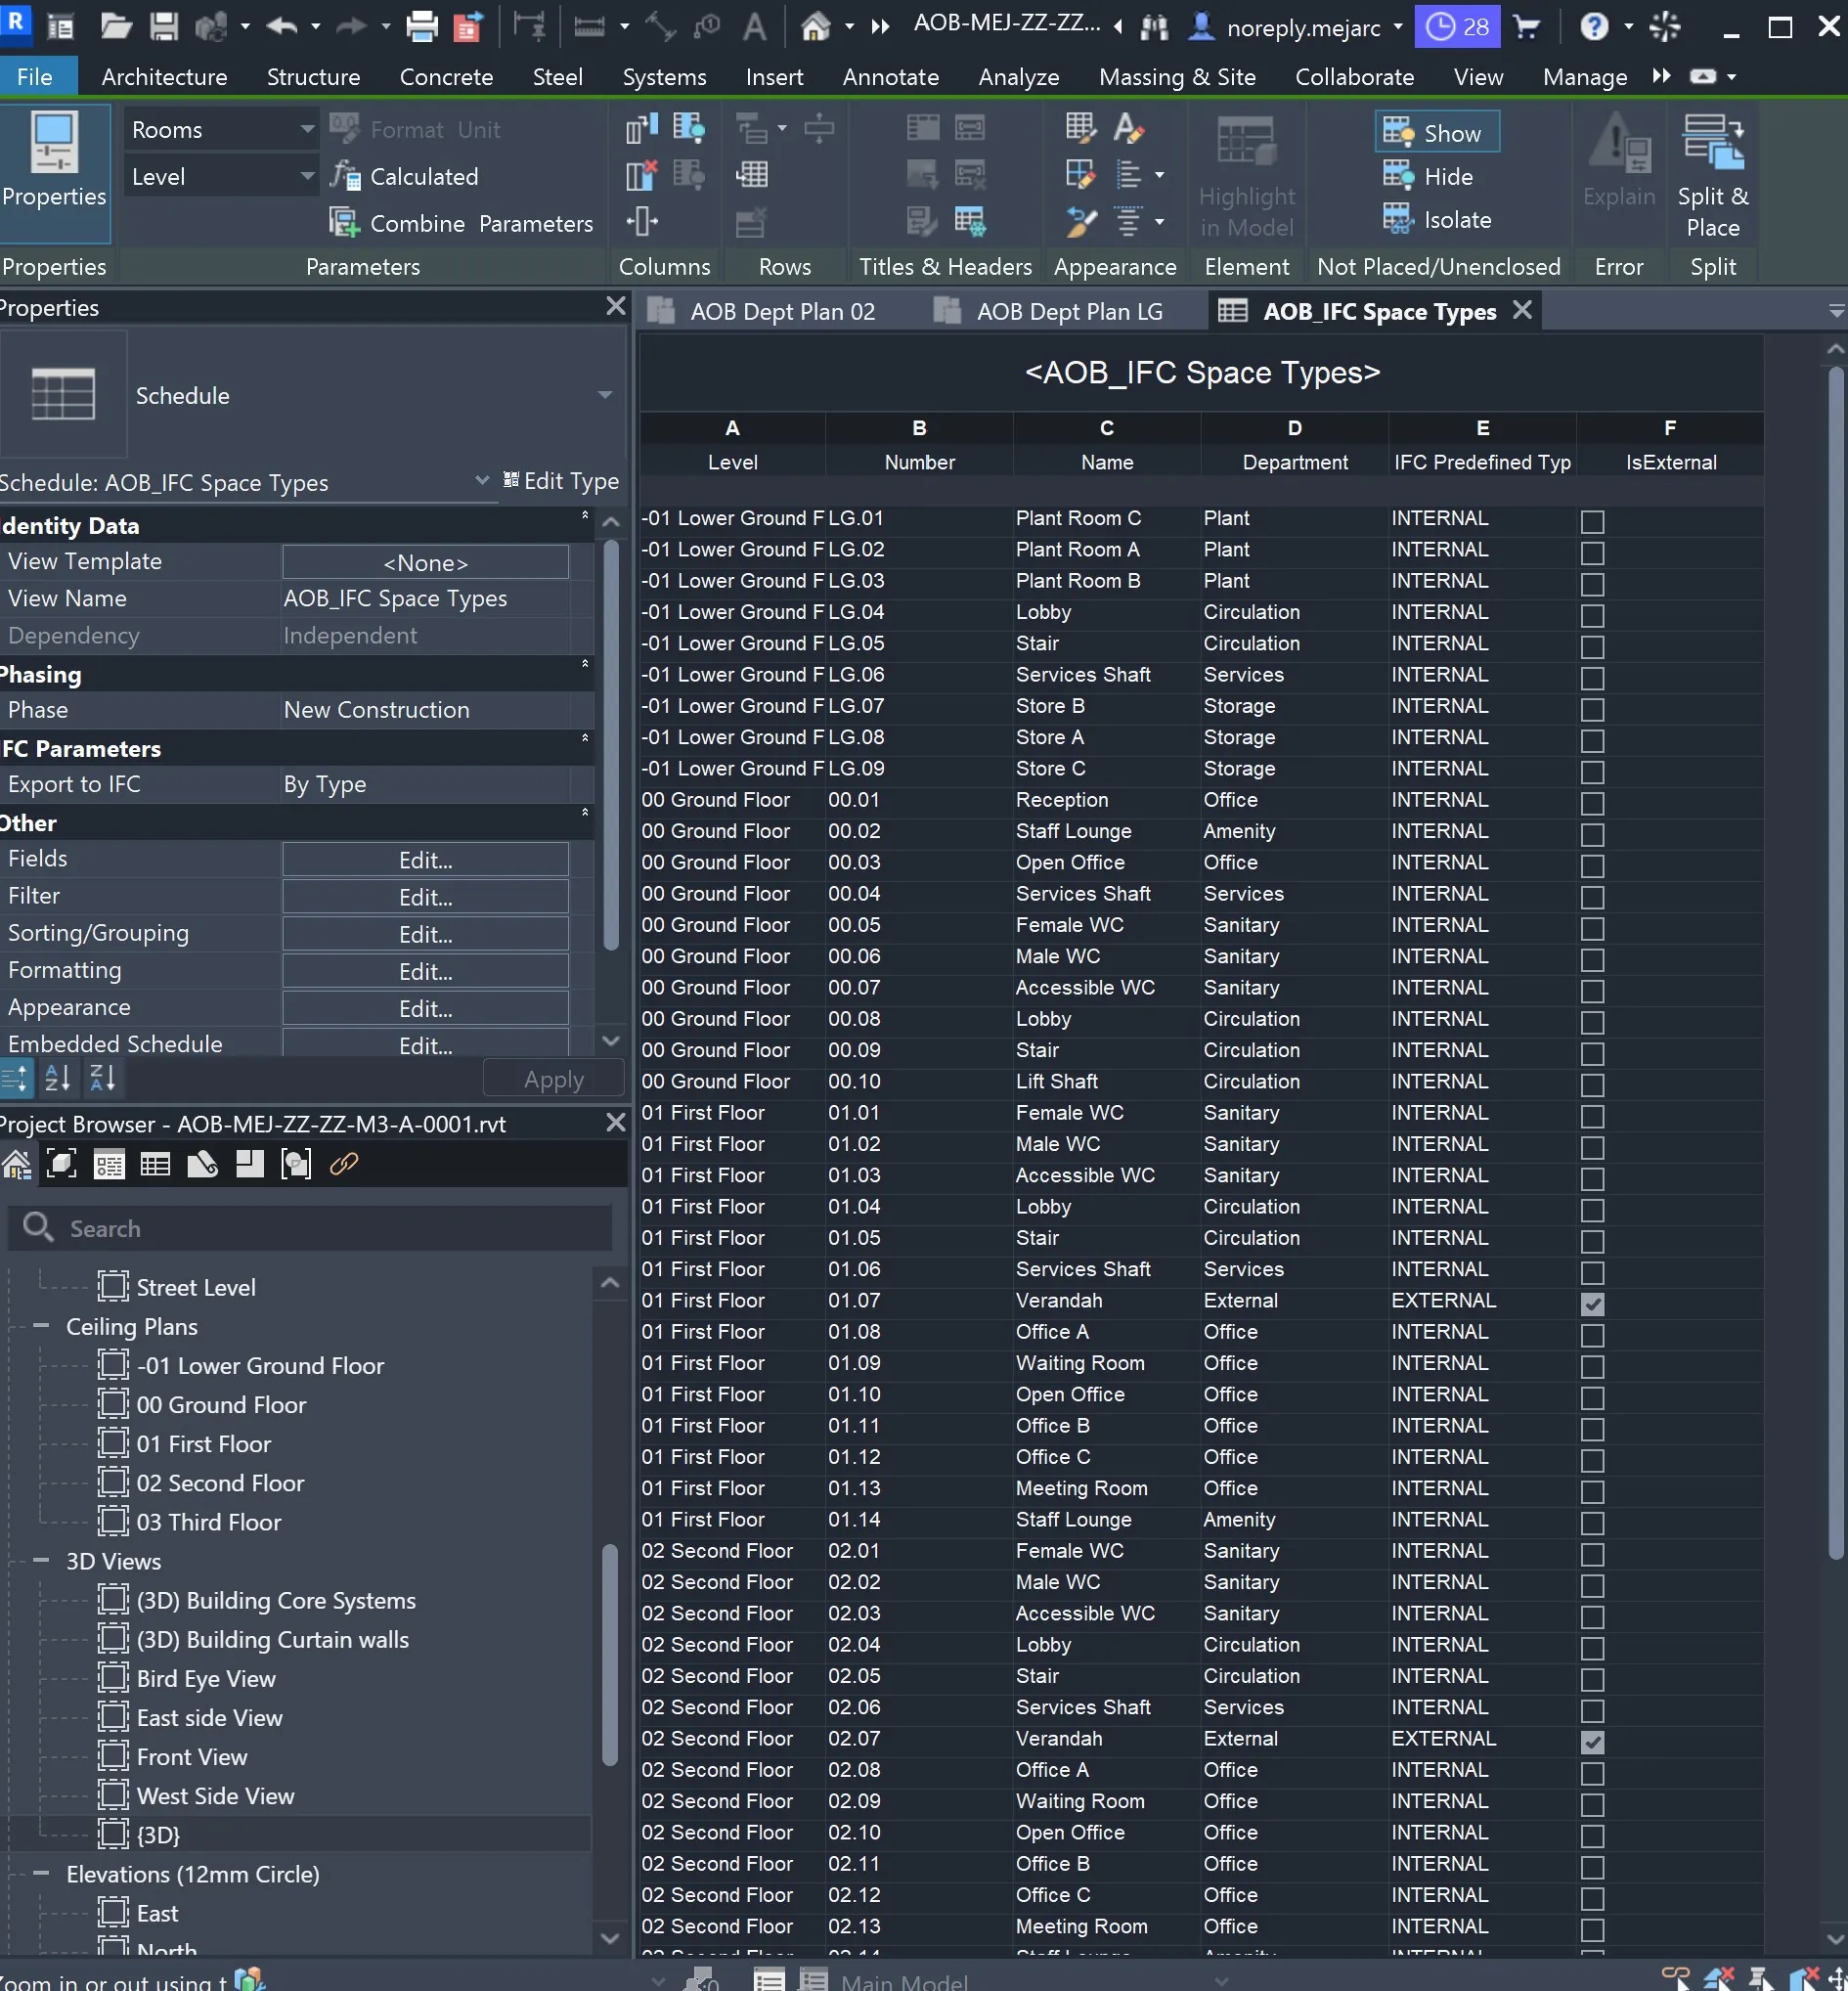 R AOB-MEJ-ZZ-ZZ... noreply.mejarc 28
File Architecture Structure Concrete Steel Systems Insert Annotate Analyze Massing & Site Collaborate View Manage
Properties
Rooms
Level
Format Unit
Calculated
Combine Parameters
Highlight
in Model
Show
Hide
Isolate
Explain
Split &
Place
Properties Parameters Columns Rows Titles & Headers Appearance Element Not Placed/Unenclosed Error Split
Properties
Schedule
Schedule: AOB_IFC Space Types Edit Type
Identity Data
View Template <None>
View Name AOB_IFC Space Types
Dependency Independent
Phasing
Phase New Construction
IFC Parameters
Export to IFC By Type
Other
Fields Edit...
Filter Edit...
Sorting/Grouping Edit...
Formatting Edit...
Appearance Edit...
Embedded Schedule Edit...
Apply
Project Browser - AOB-MEJ-ZZ-ZZ-M3-A-0001.rvt
Search
Street Level
Ceiling Plans
-01 Lower Ground Floor
00 Ground Floor
01 First Floor
02 Second Floor
03 Third Floor
3D Views
(3D) Building Core Systems
(3D) Building Curtain walls
Bird Eye View
East side View
Front View
West Side View
{3D}
Elevations (12mm Circle)
East
North
AOB Dept Plan 02 AOB Dept Plan LG AOB_IFC Space Types
<AOB_IFC Space Types>
A B C D E F
Level Number Name Department IFC Predefined Typ IsExternal
-01 Lower Ground F LG.01 Plant Room C Plant INTERNAL
-01 Lower Ground F LG.02 Plant Room A Plant INTERNAL
-01 Lower Ground F LG.03 Plant Room B Plant INTERNAL
-01 Lower Ground F LG.04 Lobby Circulation INTERNAL
-01 Lower Ground F LG.05 Stair Circulation INTERNAL
-01 Lower Ground F LG.06 Services Shaft Services INTERNAL
-01 Lower Ground F LG.07 Store B Storage INTERNAL
-01 Lower Ground F LG.08 Store A Storage INTERNAL
-01 Lower Ground F LG.09 Store C Storage INTERNAL
00 Ground Floor 00.01 Reception Office INTERNAL
00 Ground Floor 00.02 Staff Lounge Amenity INTERNAL
00 Ground Floor 00.03 Open Office Office INTERNAL
00 Ground Floor 00.04 Services Shaft Services INTERNAL
00 Ground Floor 00.05 Female WC Sanitary INTERNAL
00 Ground Floor 00.06 Male WC Sanitary INTERNAL
00 Ground Floor 00.07 Accessible WC Sanitary INTERNAL
00 Ground Floor 00.08 Lobby Circulation INTERNAL
00 Ground Floor 00.09 Stair Circulation INTERNAL
00 Ground Floor 00.10 Lift Shaft Circulation INTERNAL
01 First Floor 01.01 Female WC Sanitary INTERNAL
01 First Floor 01.02 Male WC Sanitary INTERNAL
01 First Floor 01.03 Accessible WC Sanitary INTERNAL
01 First Floor 01.04 Lobby Circulation INTERNAL
01 First Floor 01.05 Stair Circulation INTERNAL
01 First Floor 01.06 Services Shaft Services INTERNAL
01 First Floor 01.07 Verandah External EXTERNAL
01 First Floor 01.08 Office A Office INTERNAL
01 First Floor 01.09 Waiting Room Office INTERNAL
01 First Floor 01.10 Open Office Office INTERNAL
01 First Floor 01.11 Office B Office INTERNAL
01 First Floor 01.12 Office C Office INTERNAL
01 First Floor 01.13 Meeting Room Office INTERNAL
01 First Floor 01.14 Staff Lounge Amenity INTERNAL
02 Second Floor 02.01 Female WC Sanitary INTERNAL
02 Second Floor 02.02 Male WC Sanitary INTERNAL
02 Second Floor 02.03 Accessible WC Sanitary INTERNAL
02 Second Floor 02.04 Lobby Circulation INTERNAL
02 Second Floor 02.05 Stair Circulation INTERNAL
02 Second Floor 02.06 Services Shaft Services INTERNAL
02 Second Floor 02.07 Verandah External EXTERNAL
02 Second Floor 02.08 Office A Office INTERNAL
02 Second Floor 02.09 Waiting Room Office INTERNAL
02 Second Floor 02.10 Open Office Office INTERNAL
02 Second Floor 02.11 Office B Office INTERNAL
02 Second Floor 02.12 Office C Office INTERNAL
02 Second Floor 02.13 Meeting Room Office INTERNAL
02 Second Floor 02.14 Staff Lounge Amenity INTERNAL
Zoom in or out using t :0 Main Model